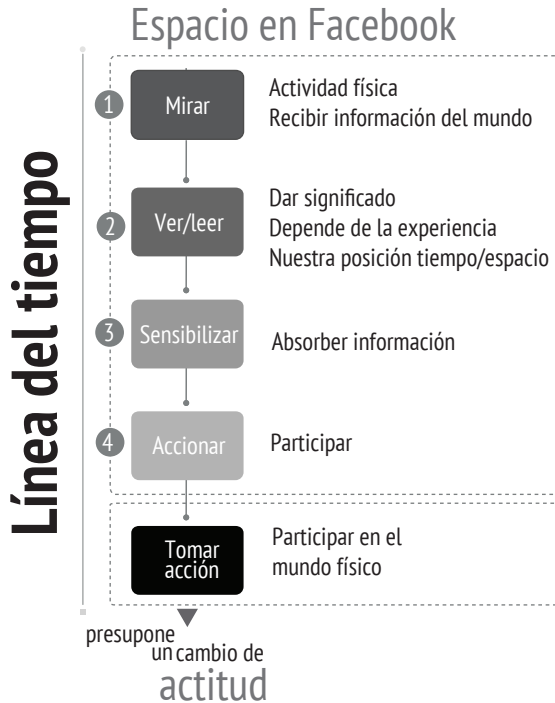 Espacio en Facebook
Línea del tiempo
1
Mirar
Actividad física
Recibir información del mundo
2
Ver/leer
Dar significado
Depende de la experiencia
Nuestra posición tiempo/espacio
3
Sensibilizar
Absorber información
4
Accionar
Participar
Tomar
acción
Participar en el
mundo físico
presupone
un cambio de
actitud